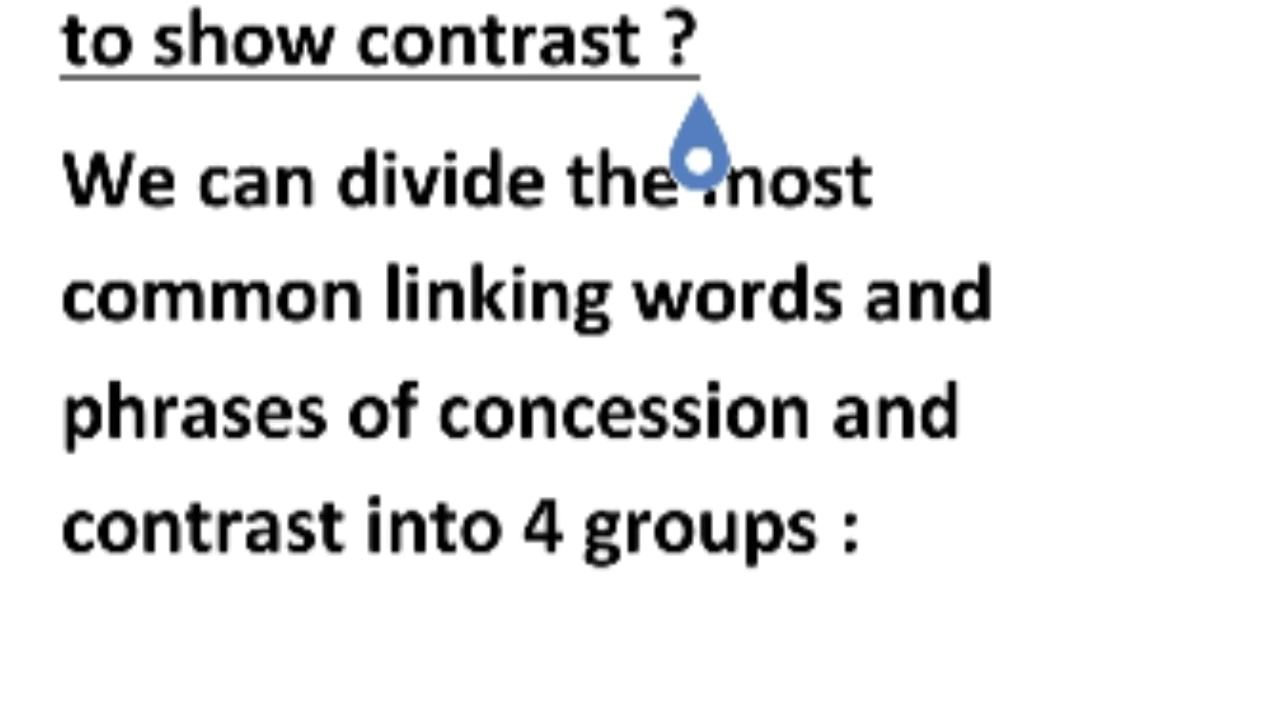 to show contrast ?
We can divide the most
common linking words and
phrases of concession and
contrast into 4 groups :